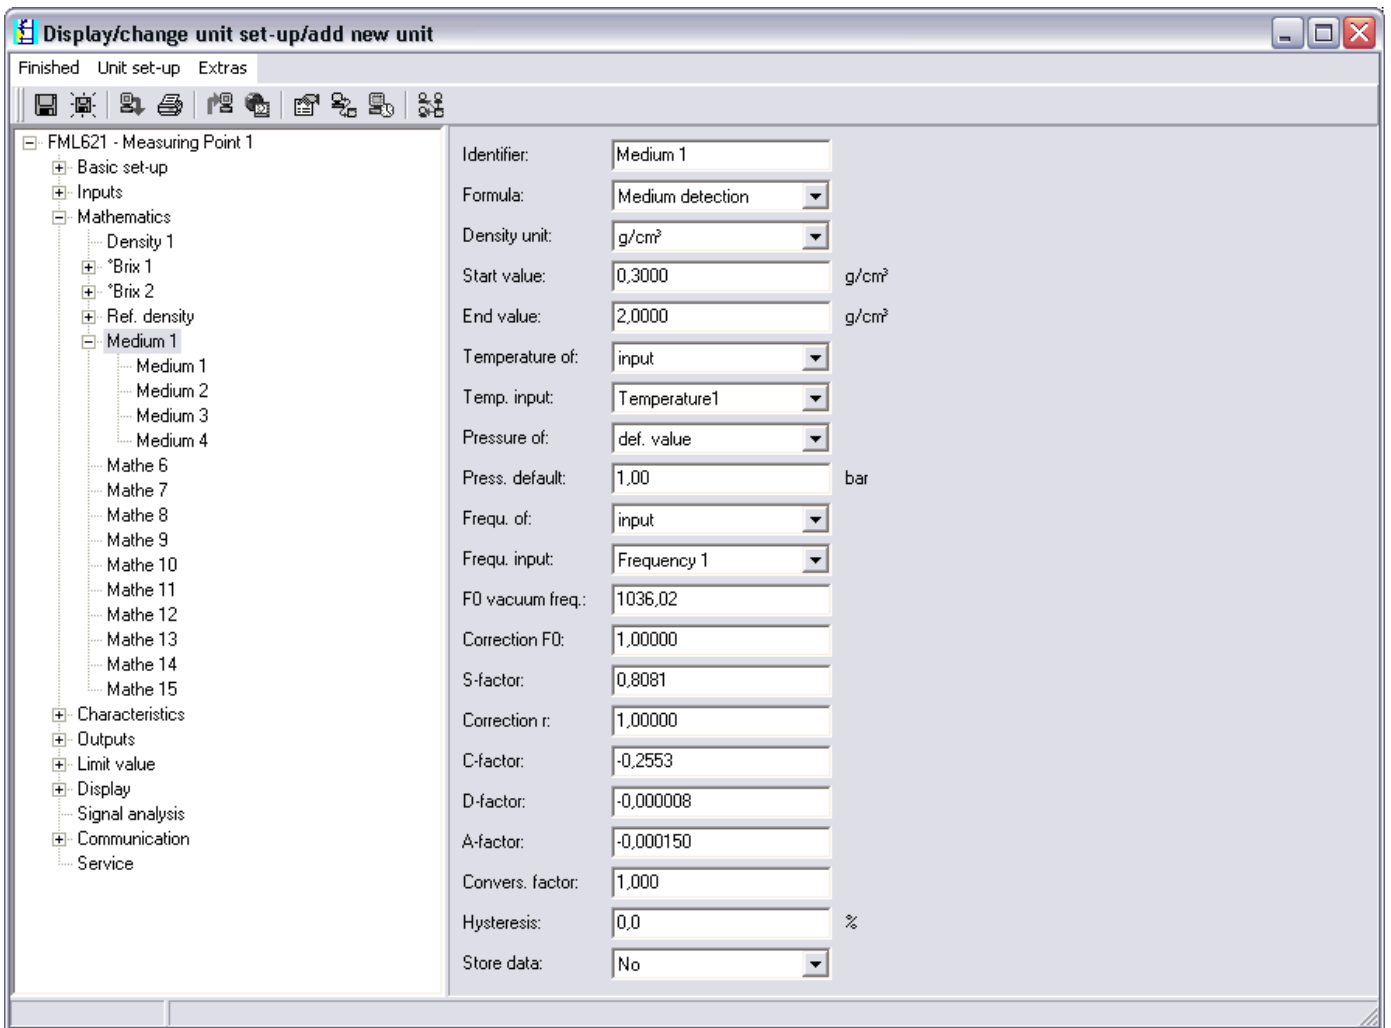 Display/change unit set-up/add new unit
Finished Unit set-up Extras
FML621 - Measuring Point 1
Basic set-up
Inputs
Mathematics
Density 1
°Brix 1
°Brix 2
Ref. density
Medium 1
Medium 1
Medium 2
Medium 3
Medium 4
Mathe 6
Mathe 7
Mathe 8
Mathe 9
Mathe 10
Mathe 11
Mathe 12
Mathe 13
Mathe 14
Mathe 15
Characteristics
Outputs
Limit value
Display
Signal analysis
Communication
Service
Identifier: Medium 1
Formula: Medium detection
Density unit: g/cm³
Start value: 0,3000 g/cm³
End value: 2,0000 g/cm³
Temperature of: input
Temp. input: Temperature1
Pressure of: def. value
Press. default: 1,00 bar
Frequ. of: input
Frequ. input: Frequency 1
F0 vacuum freq.: 1036,02
Correction F0: 1,00000
S-factor: 0,8081
Correction r: 1,00000
C-factor: -0,2553
D-factor: -0,000008
A-factor: -0,000150
Convers. factor: 1,000
Hysteresis: 0,0 %
Store data: No